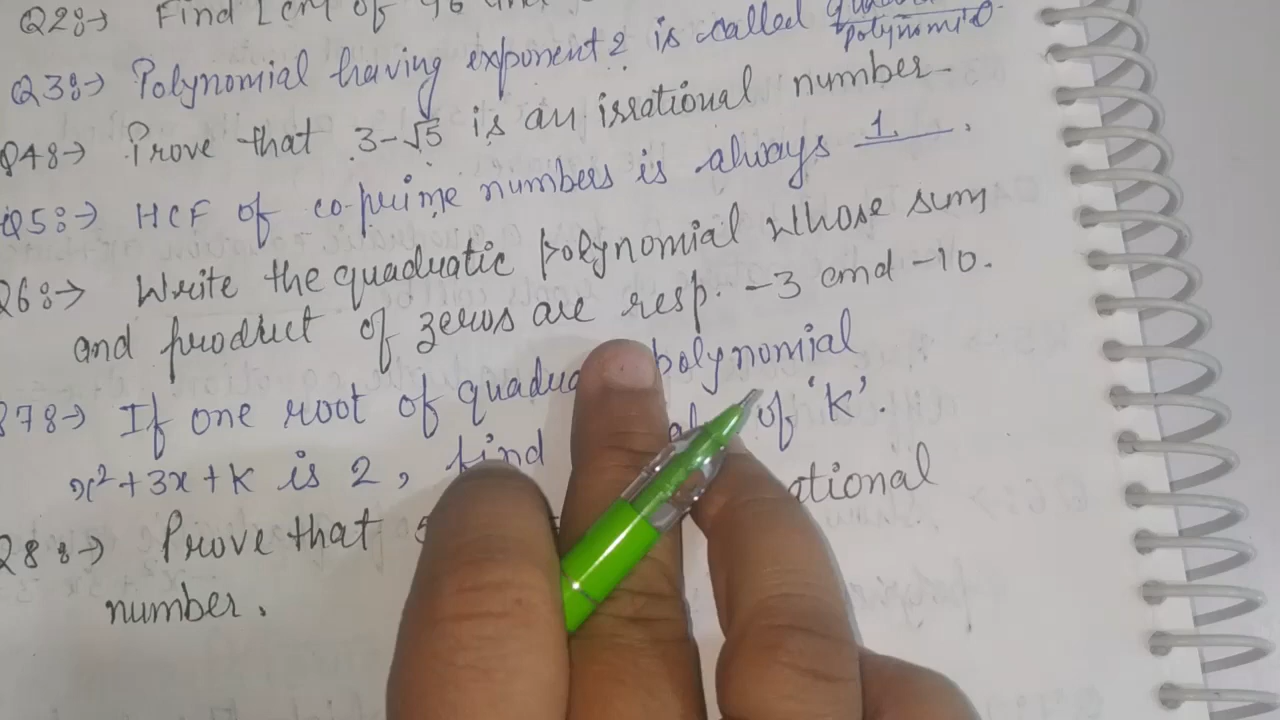 Q2:→ Find LCM of 96
Q3:→ Polynomial having exponent 2 is called
polynomial
Q4:→ Prove that 3-√5 is an irrational number.
Q5:→ HCF of co-prime numbers is always 1.
Q6:→ Write the quadratic polynomial whose sum
and product of zeros are resp. -3 and -10.
Q7:→ If one root of polynomial
x²+3x+k is 2, find of 'k'.
Q8:→ Prove that
number.